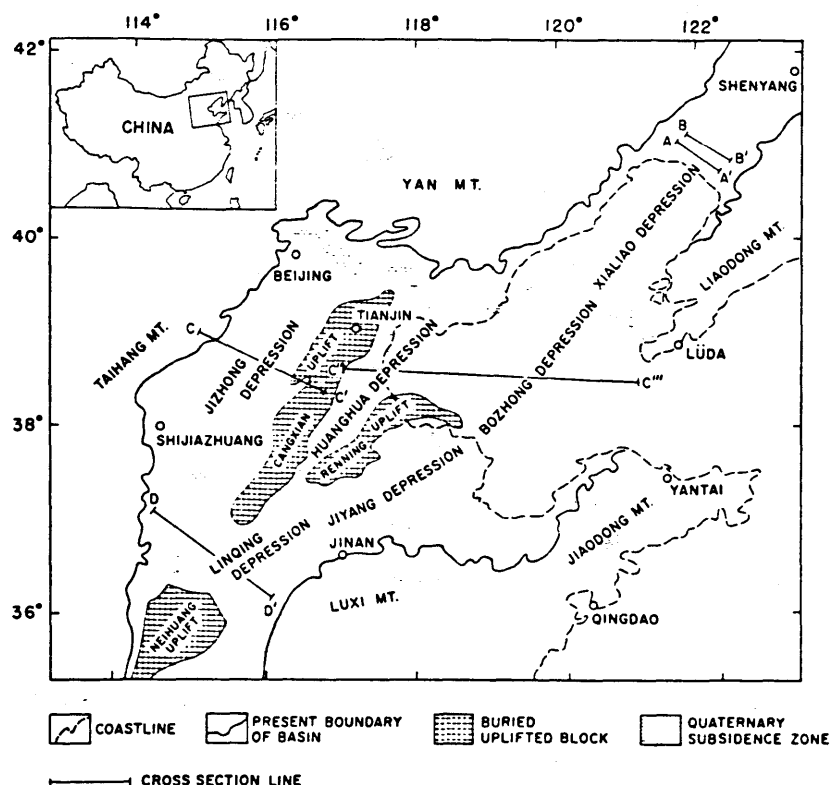 114° 116° 118° 120° 122°
42°
40°
38°
36°
CHINA
SHENYANG
B
A
B'
A'
YAN MT.
LIAODONG MT.
XIALIAO DEPRESSION
BOZHONG DEPRESSION
BEIJING
TIANJIN
LÜDA
TAIHANG MT.
C
JIZHONG
DEPRESSION
UPLIFT
CANGXIAN
C"
C'
C'''
HUANGHUA DEPRESSION
RENNING UPLIFT
SHIJIAZHUANG
YANTAI
D
LINQING
DEPRESSION
JIYANG DEPRESSION
JINAN
JIAODONG MT.
D'
LUXI MT.
QINGDAO
NEIHUANG
UPLIFT
COASTLINE
PRESENT BOUNDARY
OF BASIN
BURIED
UPLIFTED BLOCK
QUATERNARY
SUBSIDENCE ZONE
CROSS SECTION LINE